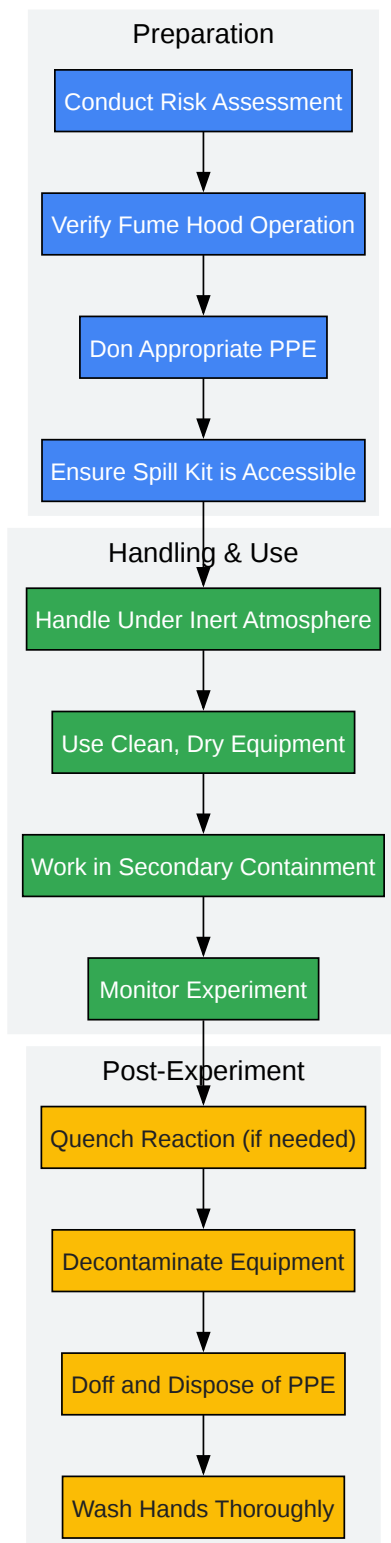 Preparation
Conduct Risk Assessment
Verify Fume Hood Operation
Don Appropriate PPE
Ensure Spill Kit is Accessible
Handling & Use
Handle Under Inert Atmosphere
Use Clean, Dry Equipment
Work in Secondary Containment
Monitor Experiment
Post-Experiment
Quench Reaction (if needed)
Decontaminate Equipment
Doff and Dispose of PPE
Wash Hands Thoroughly